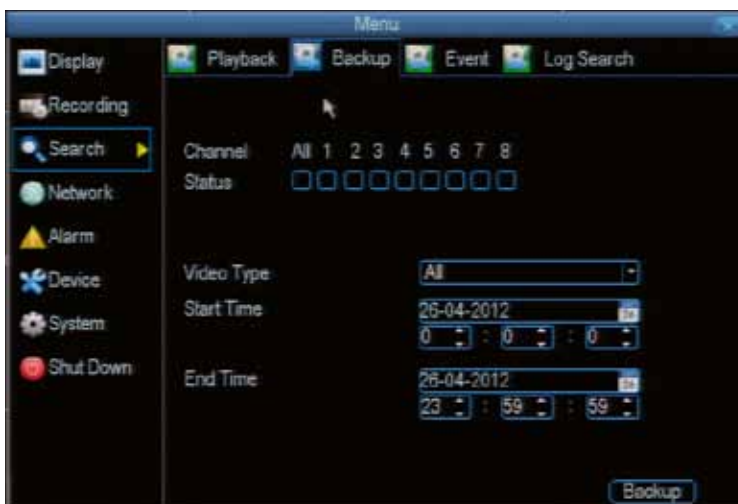 Menu
Display
Recording
Search
Network
Alarm
Device
System
Shut Down
Playback Backup Event Log Search
Channel All 1 2 3 4 5 6 7 8
Status
Video Type All
Start Time 26-04-2012
0 : 0 : 0
End Time 26-04-2012
23 : 59 : 59
Backup